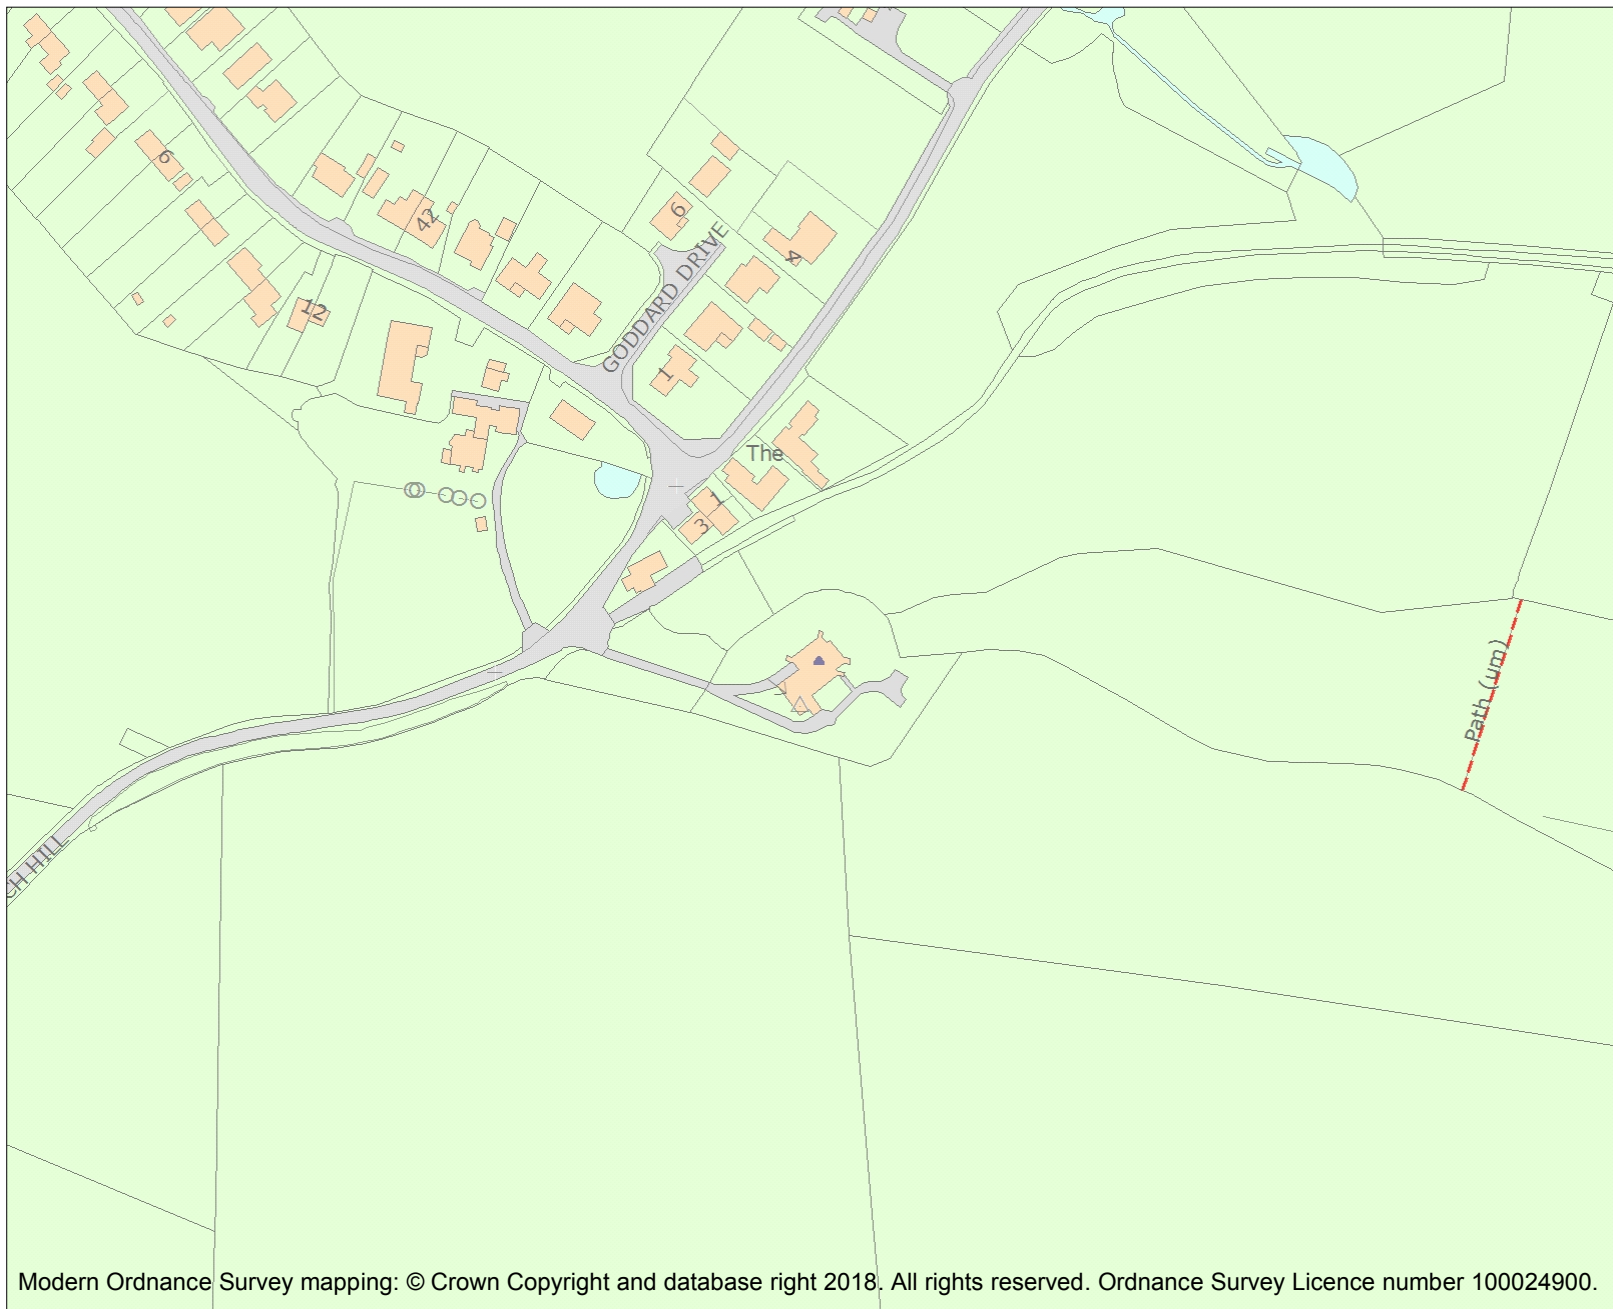 6
42
12
6
GODDARD DRIVE
4
1
The
1
3
Path (um)
CH HILL
Modern Ordnance Survey mapping: © Crown Copyright and database right 2018. All rights reserved. Ordnance Survey Licence number 100024900.